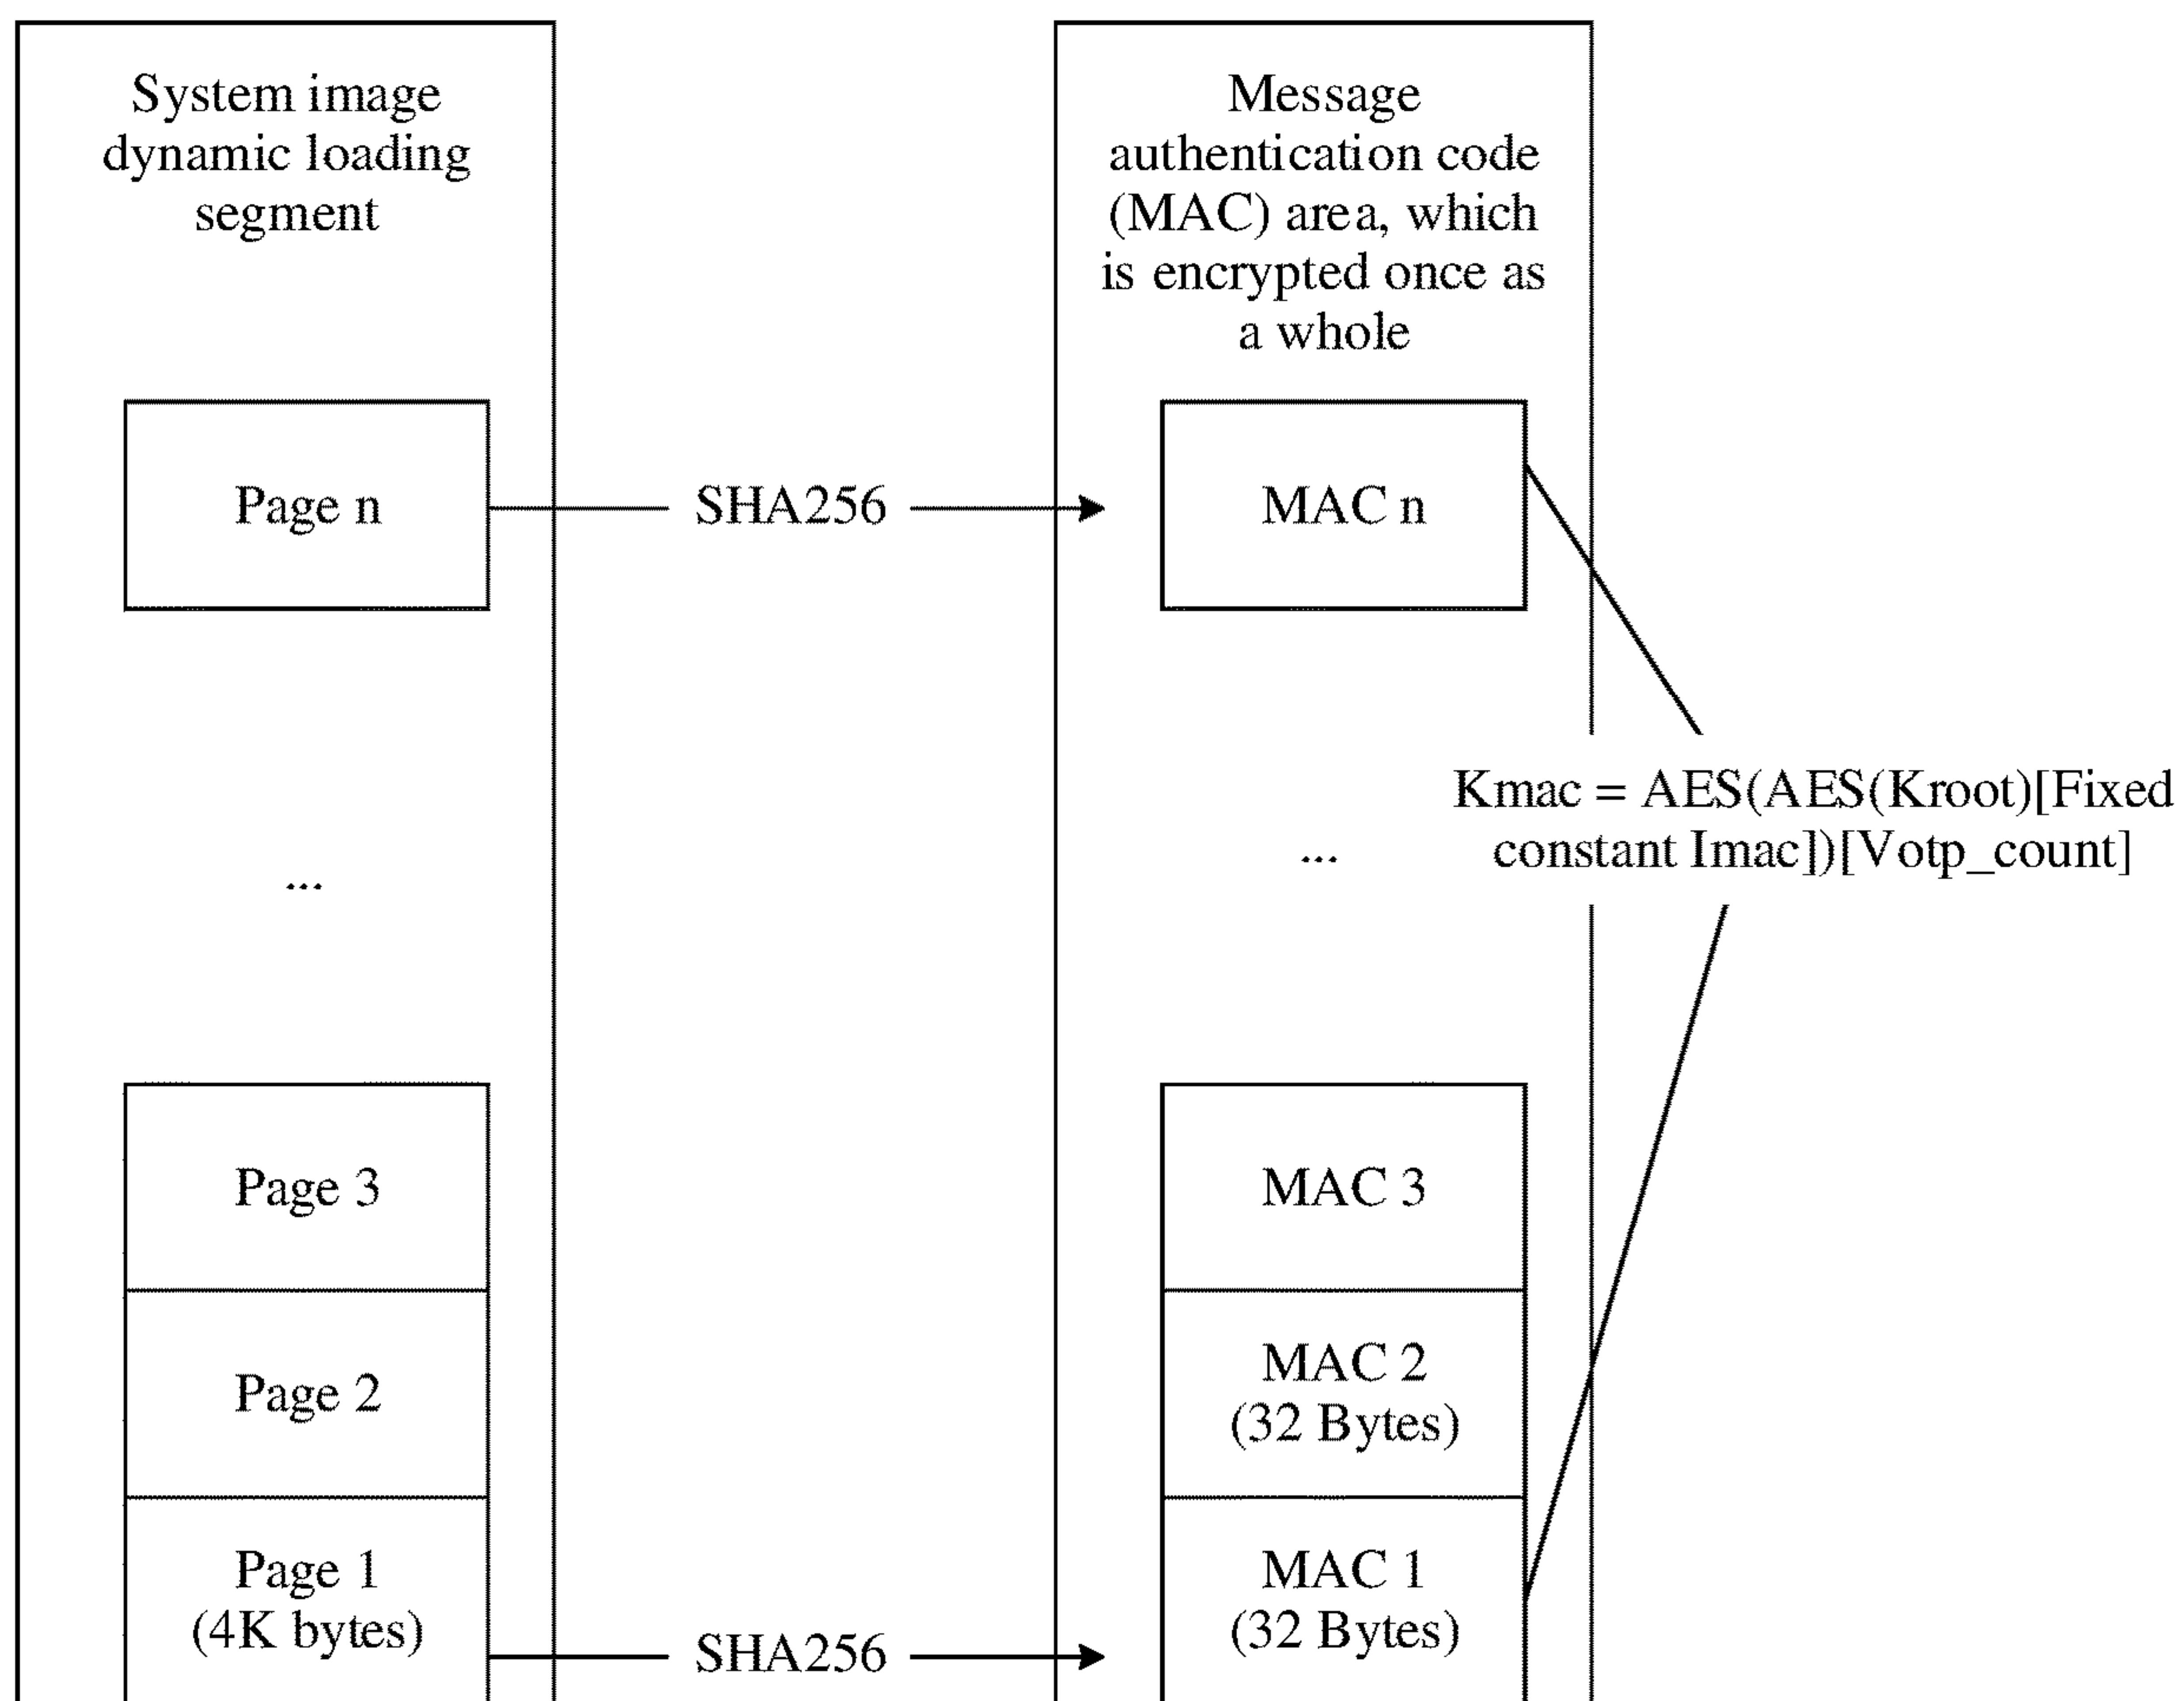 System image
dynamic loading
segment
Message
authentication code
(MAC) area, which
is encrypted once as
a whole
Page n
SHA256
MAC n
Kmac = AES(AES(Kroot)[Fixed
constant Imac])[Votp_count]
...
...
Page 3
MAC 3
Page 2
MAC 2
(32 Bytes)
Page 1
(4K bytes)
SHA256
MAC 1
(32 Bytes)